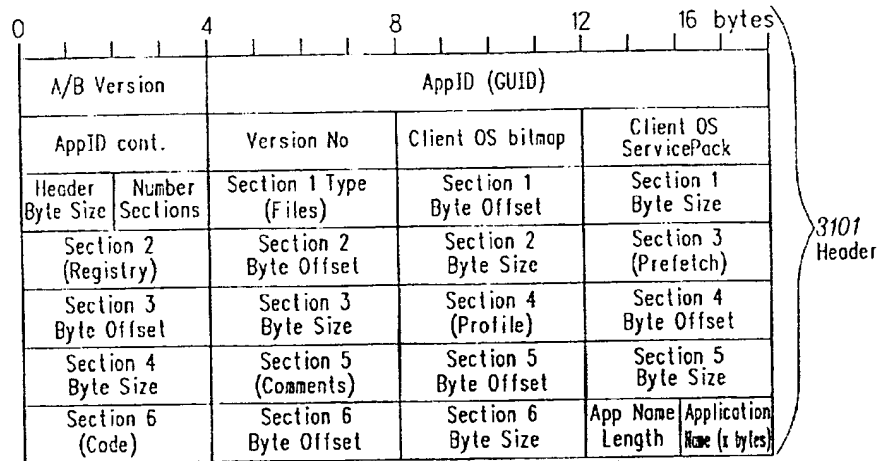 0 4 8 12 16 bytes
A/B Version AppID (GUID)
AppID cont. Version No Client OS bitmap Client OS
ServicePack
Header Number Section 1 Type Section 1 Section 1
Byte Size Sections (Files) Byte Offset Byte Size
Section 2 Section 2 Section 2 Section 3
(Registry) Byte Offset Byte Size (Prefetch)
Section 3 Section 3 Section 4 Section 4
Byte Offset Byte Size (Profile) Byte Offset
Section 4 Section 5 Section 5 Section 5
Byte Size (Comments) Byte Offset Byte Size
Section 6 Section 6 Section 6 App Name Application
(Code) Byte Offset Byte Size Length Name (x bytes)
3101
Header